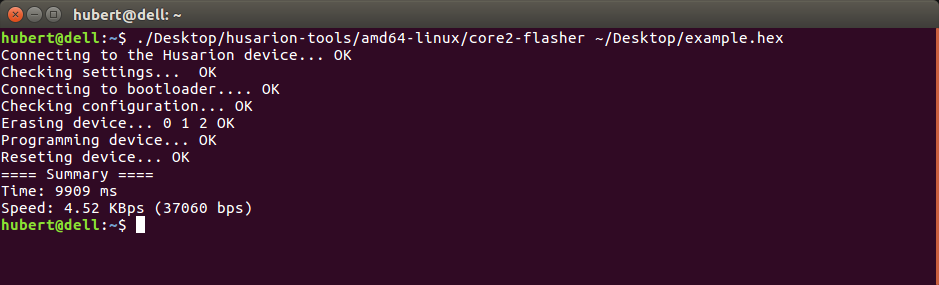 hubert@dell: ~
hubert@dell:~$ ./Desktop/husarion-tools/amd64-linux/core2-flasher ~/Desktop/example.hex
Connecting to the Husarion device... OK
Checking settings...  OK
Connecting to bootloader.... OK
Checking configuration... OK
Erasing device... 0 1 2 OK
Programming device... OK
Reseting device... OK
==== Summary ====
Time: 9909 ms
Speed: 4.52 KBps (37060 bps)
hubert@dell:~$